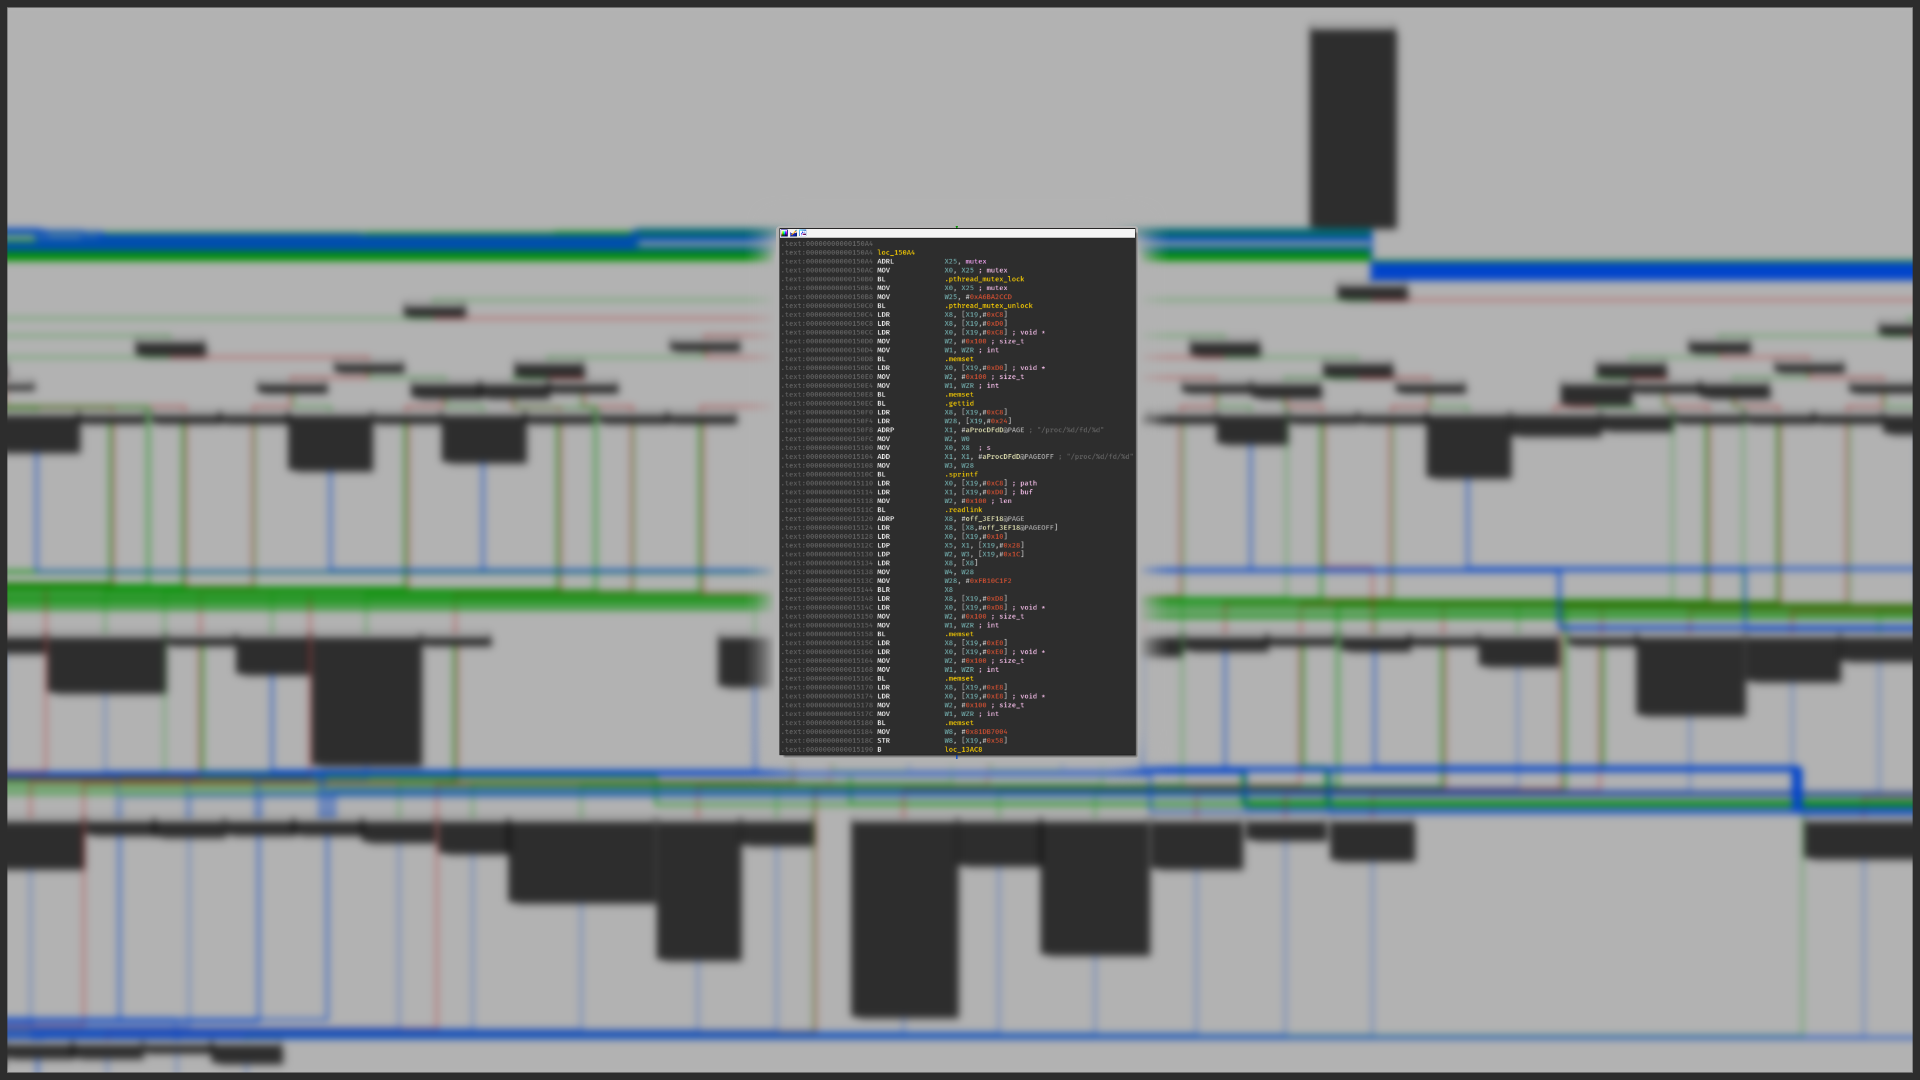 .text:00000000000150A4
.text:00000000000150A4 loc_150A4
.text:00000000000150A4 ADRL X25, mutex
.text:00000000000150AC MOV X0, X25 ; mutex
.text:00000000000150B0 BL .pthread_mutex_lock
.text:00000000000150B4 MOV X0, X25 ; mutex
.text:00000000000150B8 MOV W25, #0xA6BA2CCD
.text:00000000000150C0 BL .pthread_mutex_unlock
.text:00000000000150C4 LDR X8, [X19,#0xC8]
.text:00000000000150C8 LDR X8, [X19,#0xD0]
.text:00000000000150CC LDR X0, [X19,#0xC8] ; void *
.text:00000000000150D0 MOV W2, #0x100 ; size_t
.text:00000000000150D4 MOV W1, WZR ; int
.text:00000000000150D8 BL .memset
.text:00000000000150DC LDR X0, [X19,#0xD0] ; void *
.text:00000000000150E0 MOV W2, #0x100 ; size_t
.text:00000000000150E4 MOV W1, WZR ; int
.text:00000000000150E8 BL .memset
.text:00000000000150EC BL .gettid
.text:00000000000150F0 LDR X8, [X19,#0xC8]
.text:00000000000150F4 LDR W28, [X19,#0x24]
.text:00000000000150F8 ADRP X1, #aProcDFdD@PAGE ; "/proc/%d/fd/%d"
.text:00000000000150FC MOV W2, W0
.text:0000000000015100 MOV X0, X8 ; s
.text:0000000000015104 ADD X1, X1, #aProcDFdD@PAGEOFF ; "/proc/%d/fd/%d"
.text:0000000000015108 MOV W3, W28
.text:000000000001510C BL .sprintf
.text:0000000000015110 LDR X0, [X19,#0xC8] ; path
.text:0000000000015114 LDR X1, [X19,#0xD0] ; buf
.text:0000000000015118 MOV W2, #0x100 ; len
.text:000000000001511C BL .readlink
.text:0000000000015120 ADRP X8, #off_3EF18@PAGE
.text:0000000000015124 LDR X8, [X8,#off_3EF18@PAGEOFF]
.text:0000000000015128 LDR X0, [X19,#0x10]
.text:000000000001512C LDP X5, X1, [X19,#0x28]
.text:0000000000015130 LDP W2, W3, [X19,#0x1C]
.text:0000000000015134 LDR X8, [X8]
.text:0000000000015138 MOV W4, W28
.text:000000000001513C MOV W28, #0xFB10C1F2
.text:0000000000015144 BLR X8
.text:0000000000015148 LDR X8, [X19,#0xD8]
.text:000000000001514C LDR X0, [X19,#0xD8] ; void *
.text:0000000000015150 MOV W2, #0x100 ; size_t
.text:0000000000015154 MOV W1, WZR ; int
.text:0000000000015158 BL .memset
.text:000000000001515C LDR X8, [X19,#0xE0]
.text:0000000000015160 LDR X0, [X19,#0xE0] ; void *
.text:0000000000015164 MOV W2, #0x100 ; size_t
.text:0000000000015168 MOV W1, WZR ; int
.text:000000000001516C BL .memset
.text:0000000000015170 LDR X8, [X19,#0xE8]
.text:0000000000015174 LDR X0, [X19,#0xE8] ; void *
.text:0000000000015178 MOV W2, #0x100 ; size_t
.text:000000000001517C MOV W1, WZR ; int
.text:0000000000015180 BL .memset
.text:0000000000015184 MOV W8, #0x81DB7004
.text:000000000001518C STR W8, [X19,#0x58]
.text:0000000000015190 B loc_13AC8